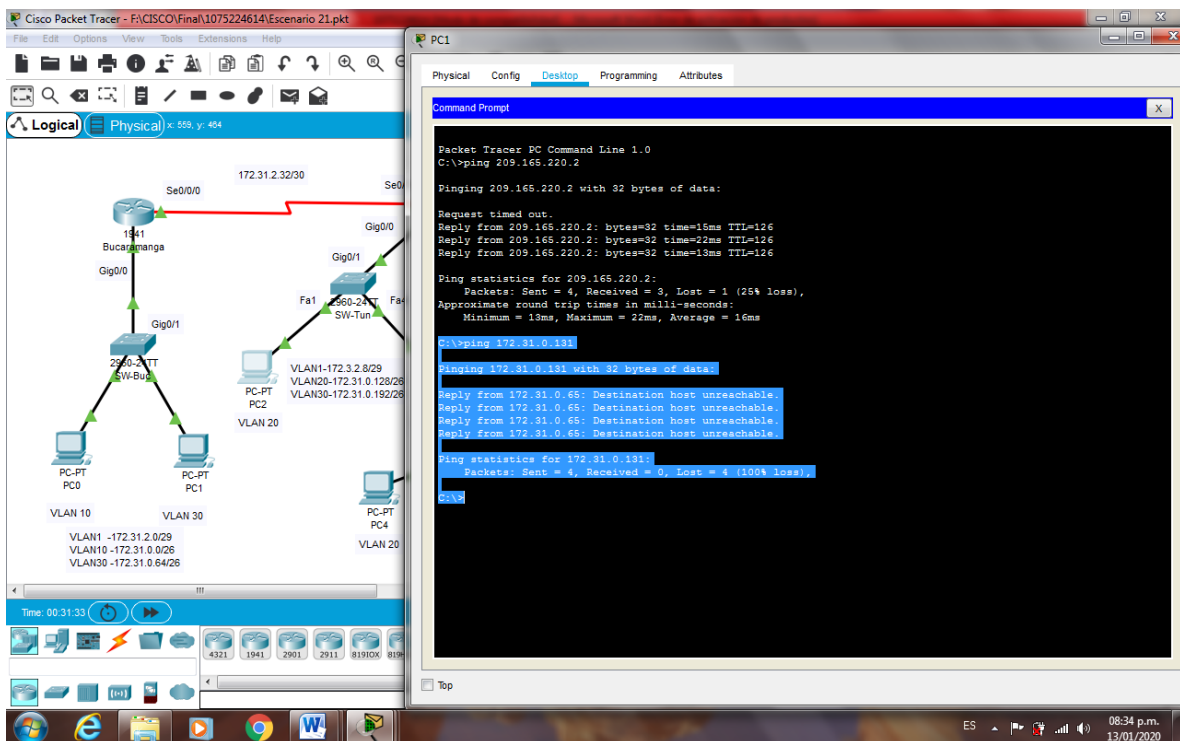 Cisco Packet Tracer - F:\CISCO\Final\1075224614\Escenario 21.pkt
File Edit Options View Tools Extensions Help
Logical Physical x: 559, y: 464
172.31.2.32/30
Se0/0/0
Se0/
1941
Bucaramanga
Gig0/0
Gig0/0
Gig0/1
Gig0/1
Fa1
2960-24TT
SW-Tun
Fa4
2960-24TT
SW-Buc
PC-PT
PC2
VLAN 20
VLAN1-172.3.2.8/29
VLAN20-172.31.0.128/26
VLAN30-172.31.0.192/26
PC-PT
PC0
PC-PT
PC1
VLAN 10
VLAN 30
PC-PT
PC4
VLAN 20
VLAN1 -172.31.2.0/29
VLAN10 -172.31.0.0/26
VLAN30 -172.31.0.64/26
Time: 00:31:33
4321 1941 2901 2911 819IOX 819H
PC1
Physical Config Desktop Programming Attributes
Command Prompt
X
Packet Tracer PC Command Line 1.0
C:\>ping 209.165.220.2
Pinging 209.165.220.2 with 32 bytes of data:
Request timed out.
Reply from 209.165.220.2: bytes=32 time=15ms TTL=126
Reply from 209.165.220.2: bytes=32 time=22ms TTL=126
Reply from 209.165.220.2: bytes=32 time=13ms TTL=126
Ping statistics for 209.165.220.2:
Packets: Sent = 4, Received = 3, Lost = 1 (25% loss),
Approximate round trip times in milli-seconds:
Minimum = 13ms, Maximum = 22ms, Average = 16ms
C:\>ping 172.31.0.131
Pinging 172.31.0.131 with 32 bytes of data:
Reply from 172.31.0.65: Destination host unreachable.
Reply from 172.31.0.65: Destination host unreachable.
Reply from 172.31.0.65: Destination host unreachable.
Reply from 172.31.0.65: Destination host unreachable.
Ping statistics for 172.31.0.131:
Packets: Sent = 4, Received = 0, Lost = 4 (100% loss),
C:\>
Top
ES
08:34 p.m.
13/01/2020